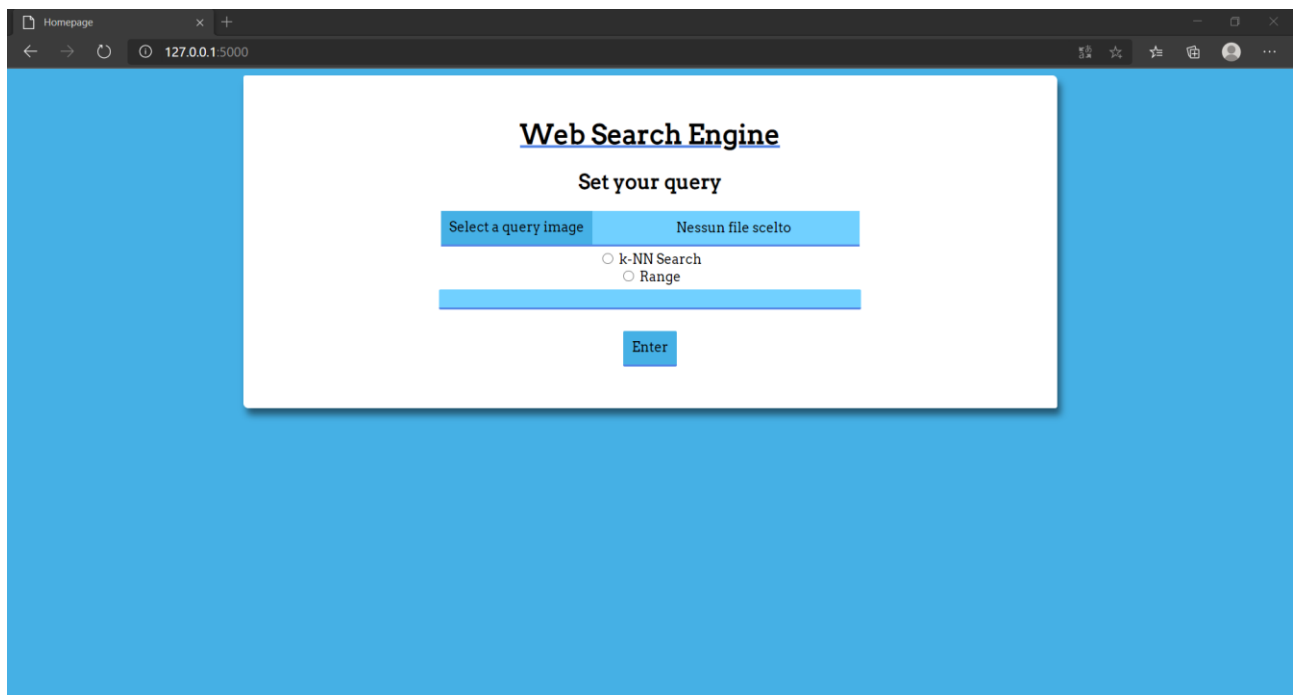 Homepage
127.0.0.1:5000
Web Search Engine
Set your query
Select a query image Nessun file scelto
k-NN Search
Range
Enter